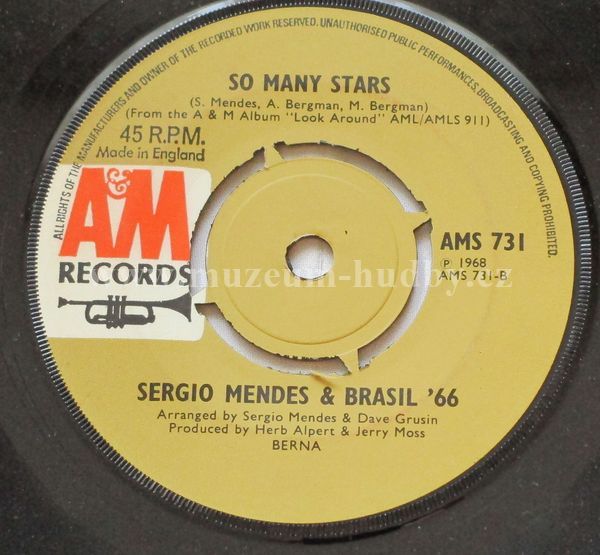 ALL RIGHTS OF THE MANUFACTURERS AND OWNER OF THE RECORDED WORK RESERVED. UNAUTHORISED PUBLIC PERFORMANCES, BROADCASTING AND COPYING PROHIBITED.
SO MANY STARS
(S. Mendes, A. Bergman, M. Bergman)
(From the A & M Album "Look Around" AML/AMLS 911)
45 R.P.M.
Made in England
A&M
RECORDS
AMS 731
℗ 1968
AMS 731-B
muzeum-hudby.cz
SERGIO MENDES & BRASIL '66
Arranged by Sergio Mendes & Dave Grusin
Produced by Herb Alpert & Jerry Moss
BERNA